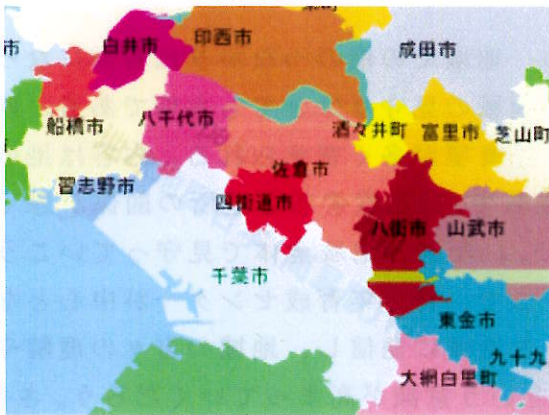 白井市
印西市
成田市
市
船橋市
八千代市
酒々井町
富里市
芝山町
習志野市
佐倉市
四街道市
八街市
山武市
千葉市
東金市
九十九
大網白里町